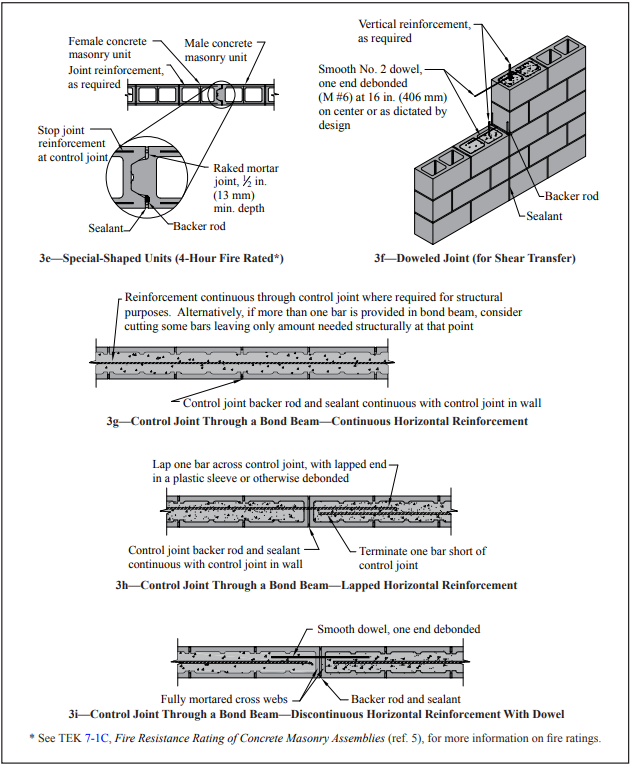 Female concrete
masonry unit
Male concrete
masonry unit
Joint reinforcement,
as required
Stop joint
reinforcement
at control joint
Raked mortar
joint, ½ in.
(13 mm)
min. depth
Sealant
Backer rod
3e—Special-Shaped Units (4-Hour Fire Rated*)
Vertical reinforcement,
as required
Smooth No. 2 dowel,
one end debonded
(M #6) at 16 in. (406 mm)
on center or as dictated by
design
Backer rod
Sealant
3f—Doweled Joint (for Shear Transfer)
Reinforcement continuous through control joint where required for structural
purposes. Alternatively, if more than one bar is provided in bond beam, consider
cutting some bars leaving only amount needed structurally at that point
Control joint backer rod and sealant continuous with control joint in wall
3g—Control Joint Through a Bond Beam—Continuous Horizontal Reinforcement
Lap one bar across control joint, with lapped end
in a plastic sleeve or otherwise debonded
Control joint backer rod and sealant
continuous with control joint in wall
Terminate one bar short of
control joint
3h—Control Joint Through a Bond Beam—Lapped Horizontal Reinforcement
Smooth dowel, one end debonded
Fully mortared cross webs
Backer rod and sealant
3i—Control Joint Through a Bond Beam—Discontinuous Horizontal Reinforcement With Dowel
* See TEK 7-1C, Fire Resistance Rating of Concrete Masonry Assemblies (ref. 5), for more information on fire ratings.